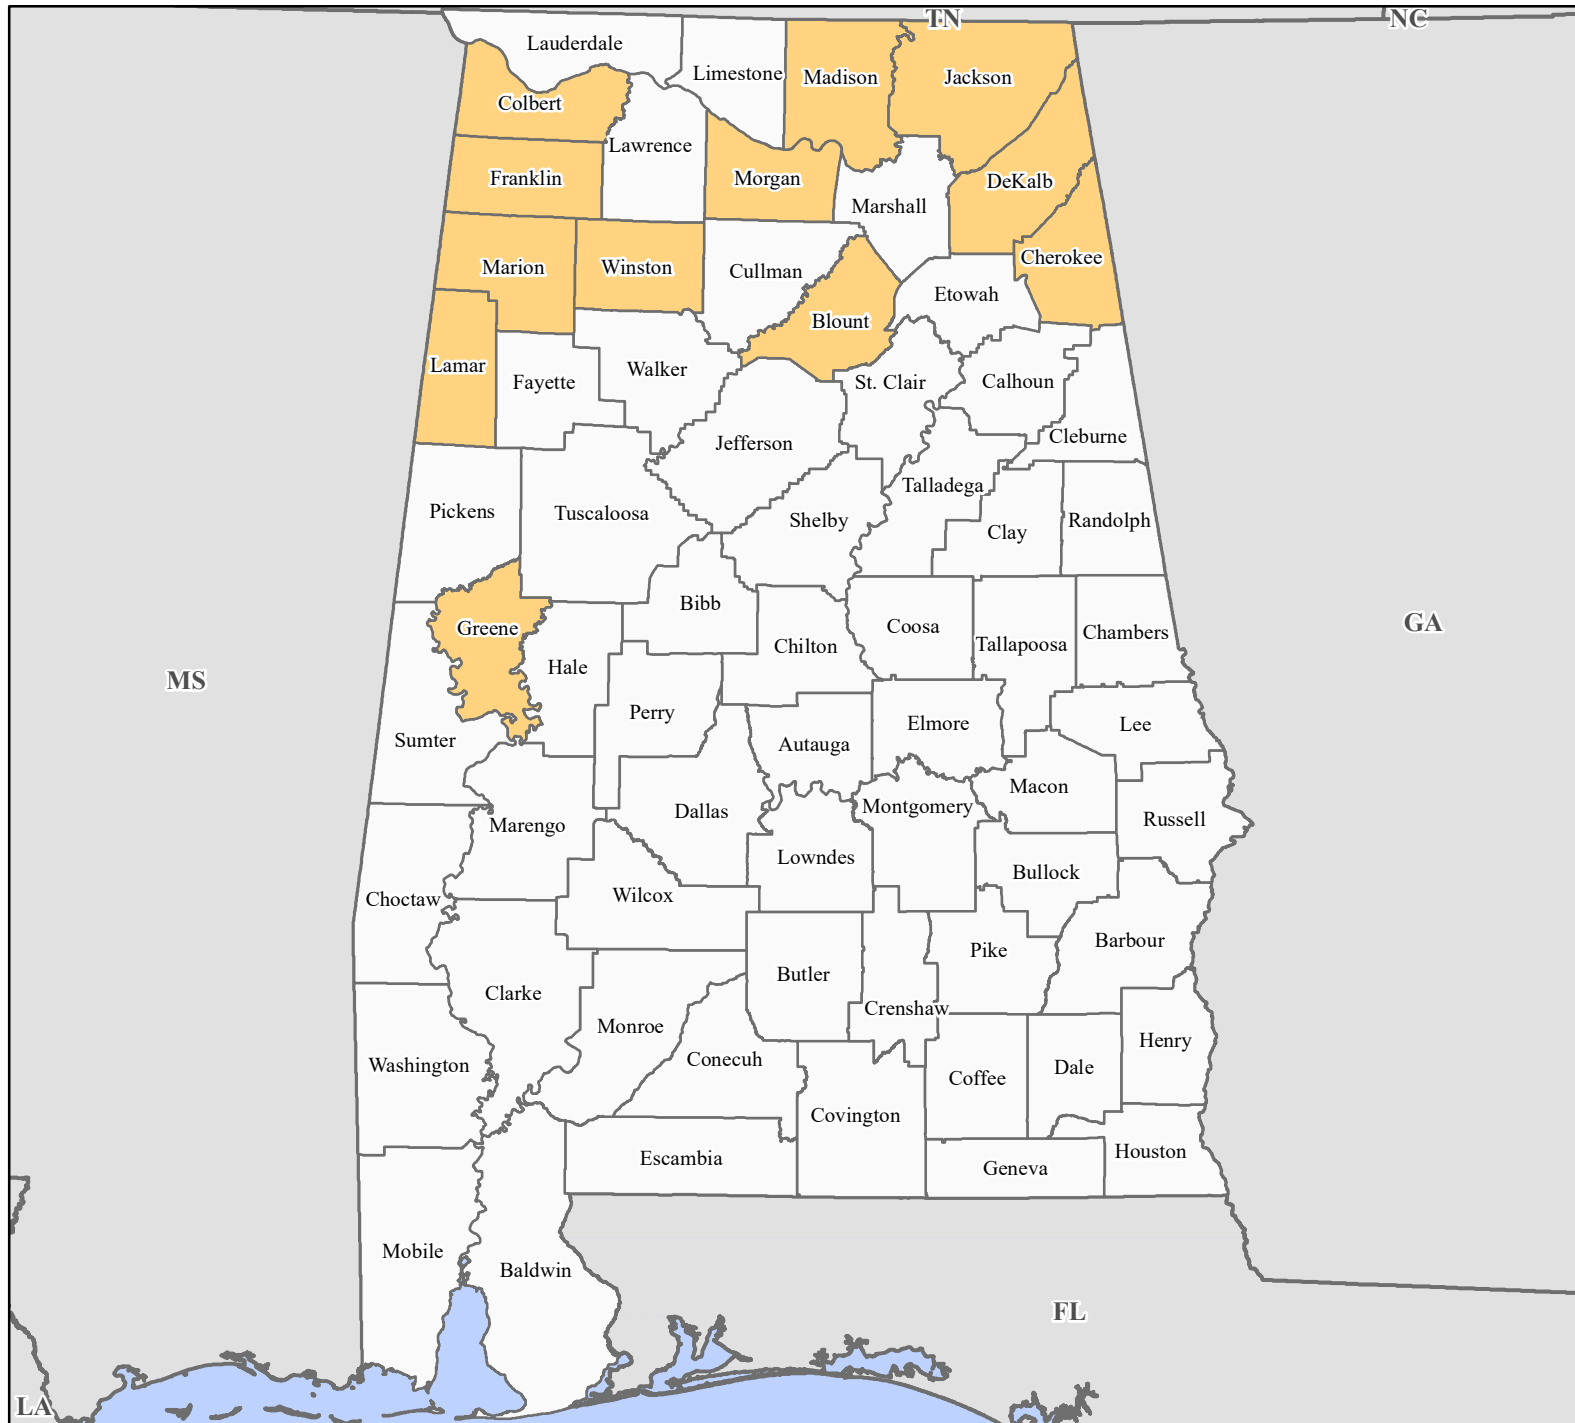 TN
NC
Lauderdale
Limestone
Madison
Jackson
Colbert
Lawrence
Franklin
Morgan
DeKalb
Marshall
Cherokee
Marion
Winston
Cullman
Etowah
Blount
Lamar
Walker
Fayette
St. Clair
Calhoun
Cleburne
Jefferson
Talladega
Pickens
Tuscaloosa
Shelby
Randolph
Clay
Bibb
Greene
Coosa
Chambers
Tallapoosa
Chilton
GA
Hale
MS
Perry
Elmore
Lee
Sumter
Autauga
Macon
Montgomery
Dallas
Russell
Marengo
Lowndes
Bullock
Wilcox
Choctaw
Barbour
Pike
Butler
Clarke
Crenshaw
Monroe
Henry
Conecuh
Washington
Dale
Coffee
Covington
Houston
Escambia
Geneva
Mobile
Baldwin
FL
LA